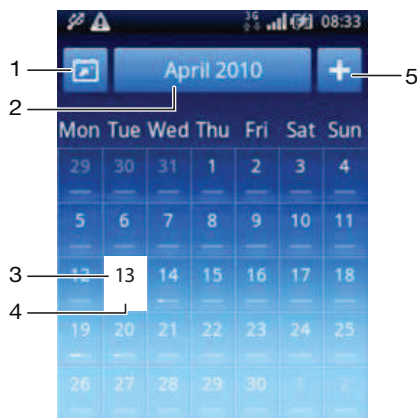 3G 08:33
1 April 2010 5
2
Mon Tue Wed Thu Fri Sat Sun
29 30 31 1 2 3 4
5 6 7 8 9 10 11
3 12 13 14 15 16 17 18
4
19 20 21 22 23 24 25
26 27 28 29 30 1 2